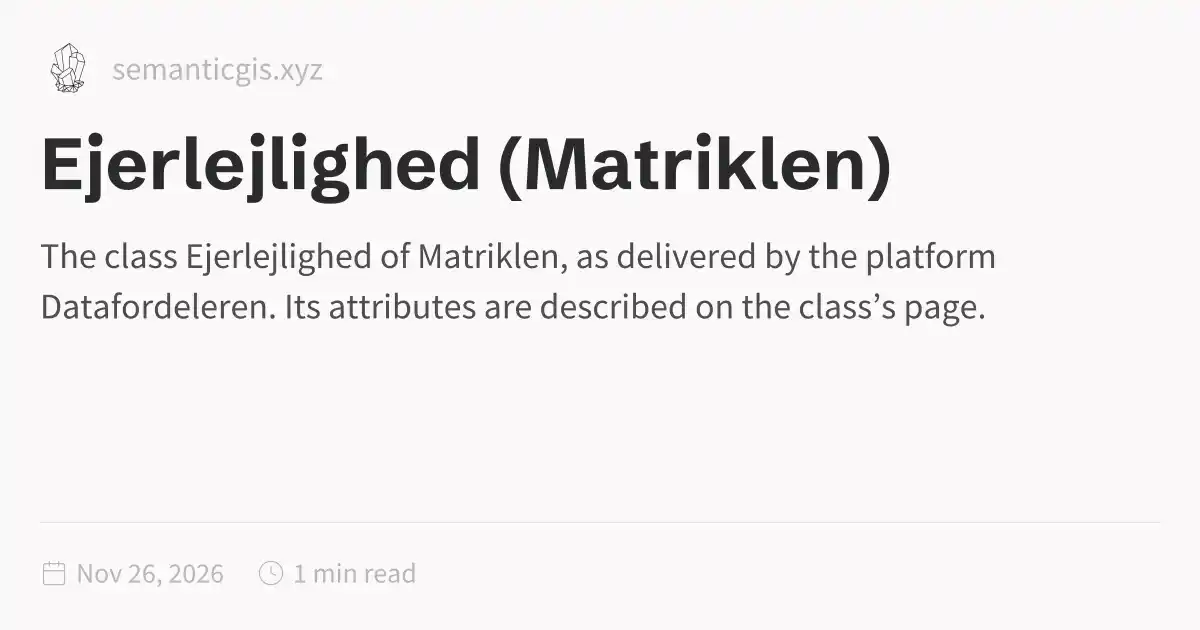 semanticgis.xyz
Ejerlejlighed (Matriklen)
The class Ejerlejlighed of Matriklen, as delivered by the platform
Datafordeleren. Its attributes are described on the class’s page.
Nov 26, 2026
1 min read